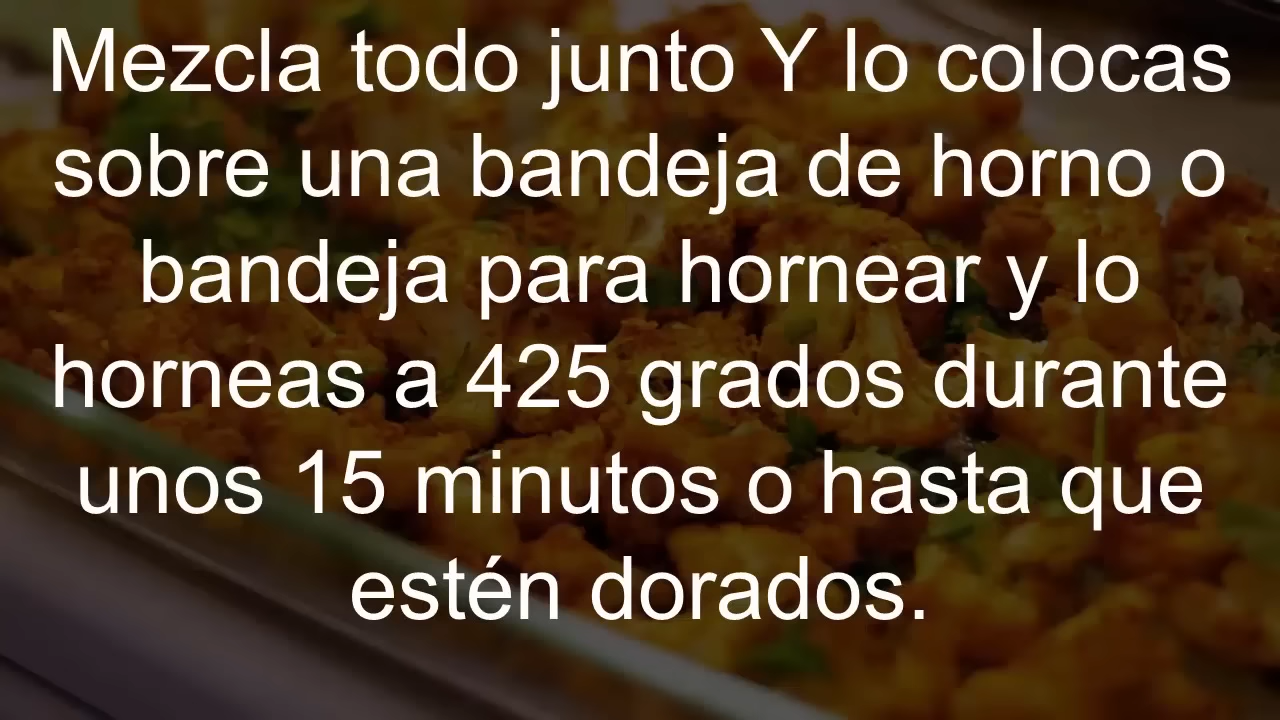 Mezcla todo junto Y lo colocas
sobre una bandeja de horno o
bandeja para hornear y lo
horneas a 425 grados durante
unos 15 minutos o hasta que
estén dorados.